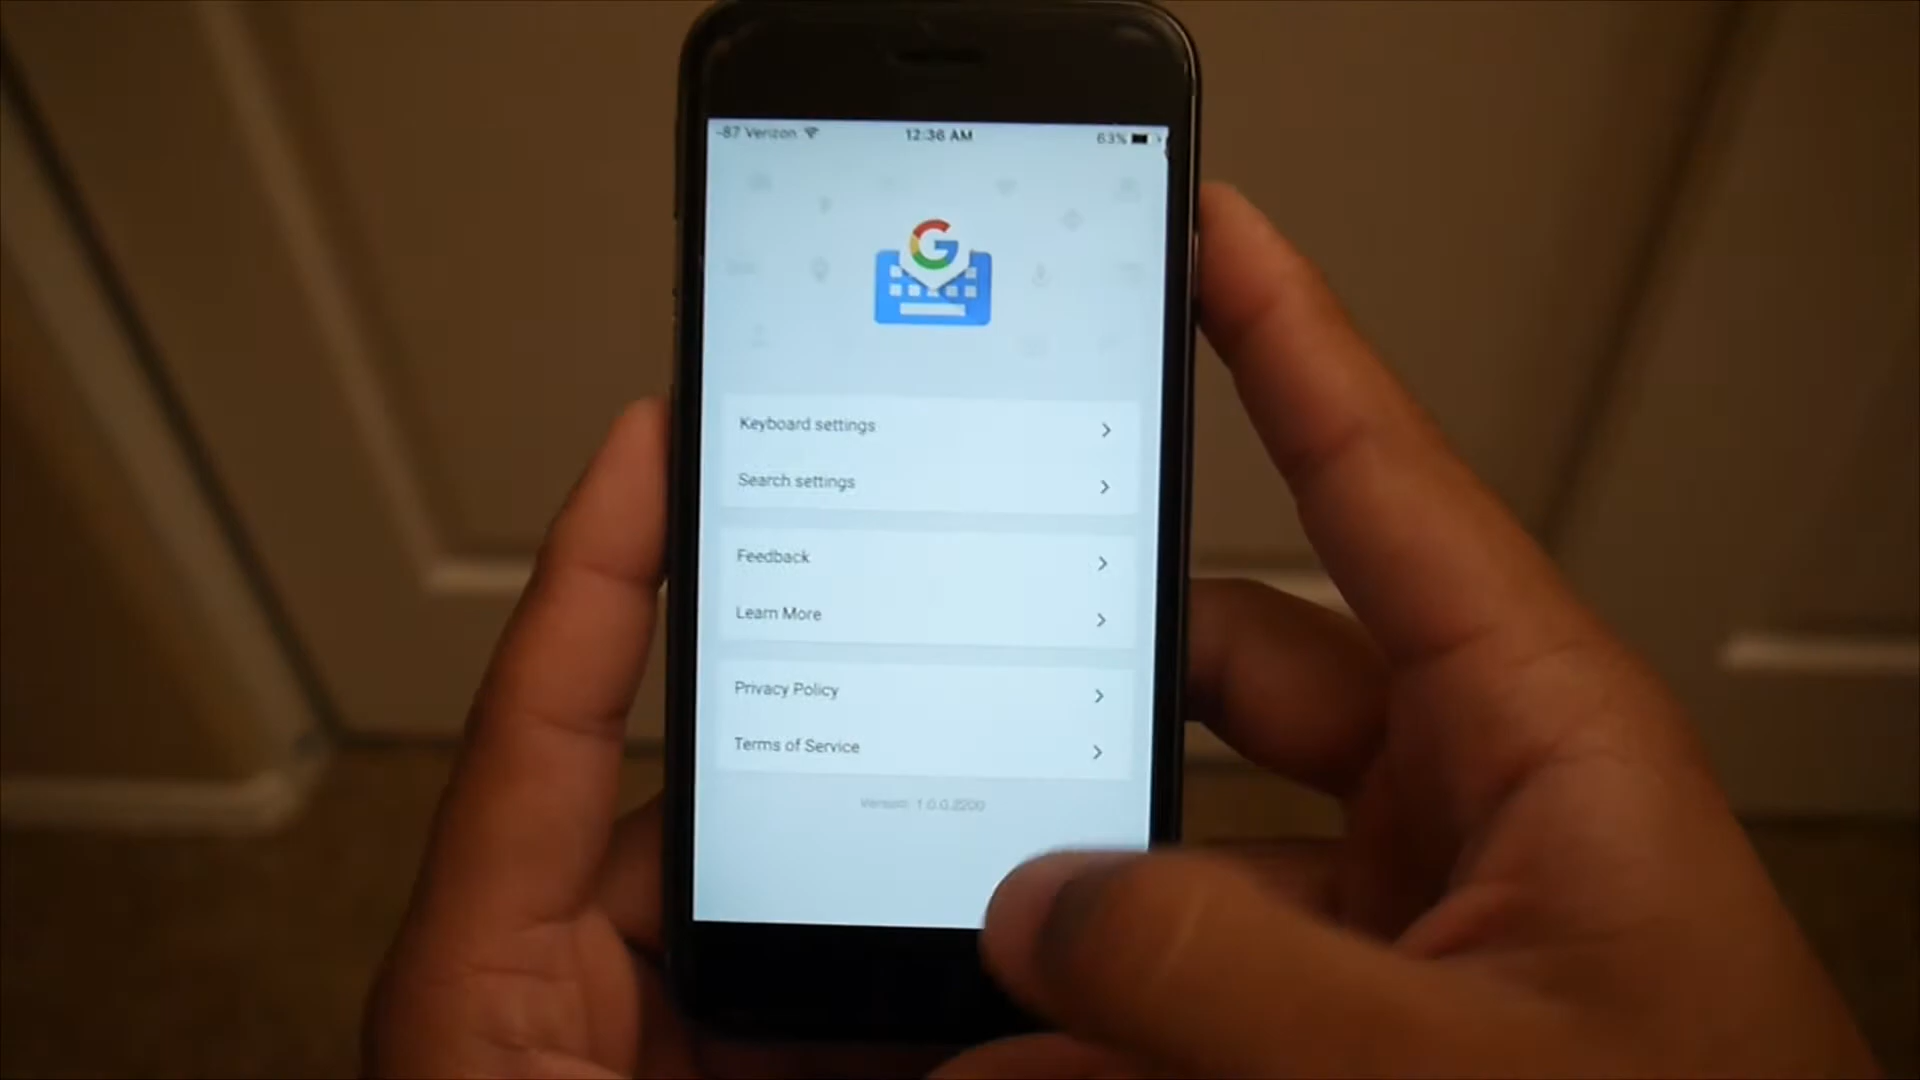 -87 Verizon 12:36 AM 63%
G
Keyboard settings
Search settings
Feedback
Learn More
Privacy Policy
Terms of Service
Version: 1.0.0.2200